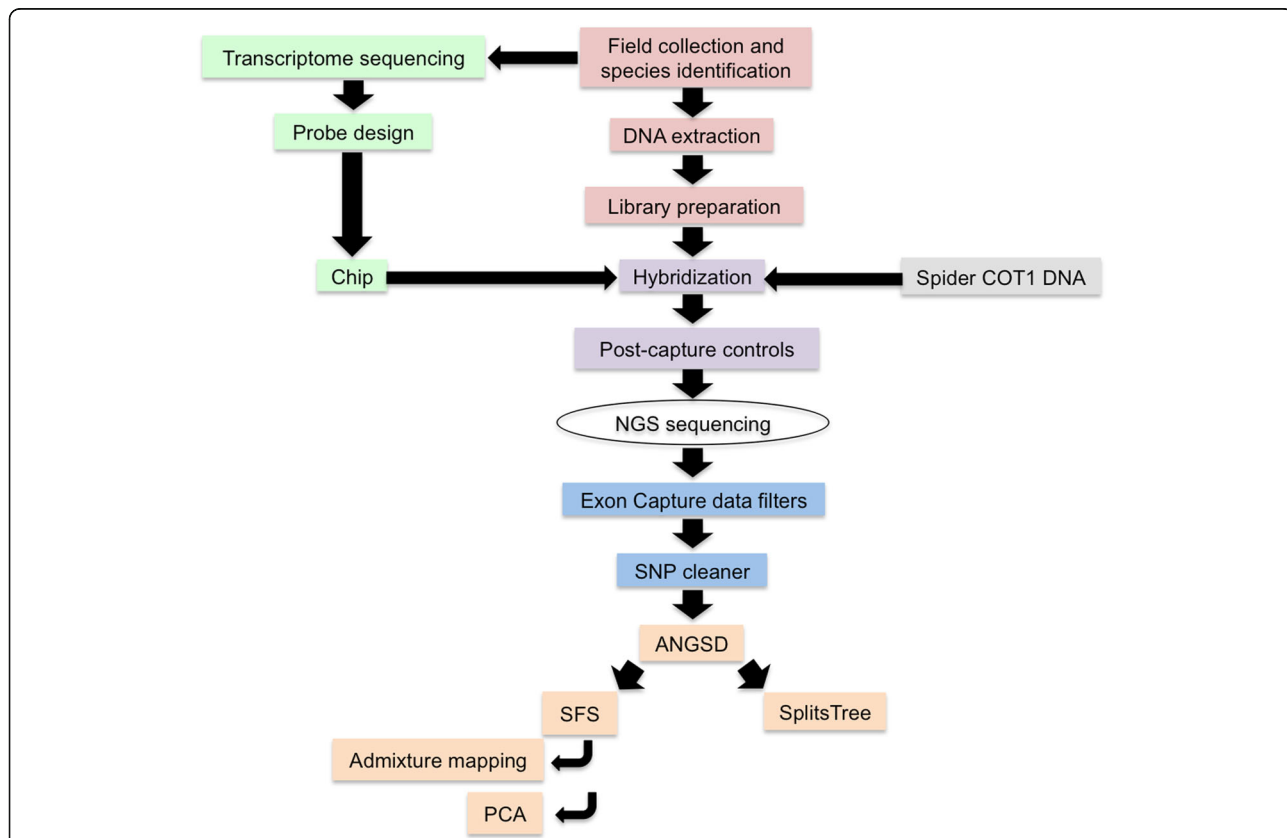 Transcriptome sequencing
Field collection and
species identification
Probe design
DNA extraction
Library preparation
Chip
Hybridization
Spider COT1 DNA
Post-capture controls
NGS sequencing
Exon Capture data filters
SNP cleaner
ANGSD
SFS
SplitsTree
Admixture mapping
PCA